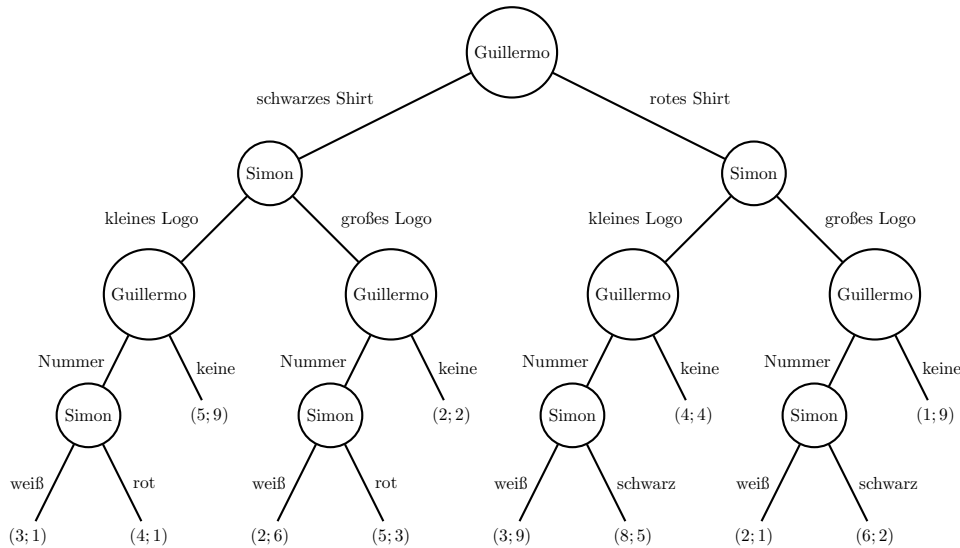 Guillermo
schwarzes Shirt
rotes Shirt
Simon
Simon
kleines Logo
großes Logo
kleines Logo
großes Logo
Guillermo
Guillermo
Guillermo
Guillermo
Nummer
keine
Nummer
keine
Nummer
keine
Nummer
keine
Simon
(5; 9)
Simon
(2; 2)
Simon
(4; 4)
Simon
(1; 9)
weiß
rot
weiß
rot
weiß
schwarz
weiß
schwarz
(3; 1)
(4; 1)
(2; 6)
(5; 3)
(3; 9)
(8; 5)
(2; 1)
(6; 2)